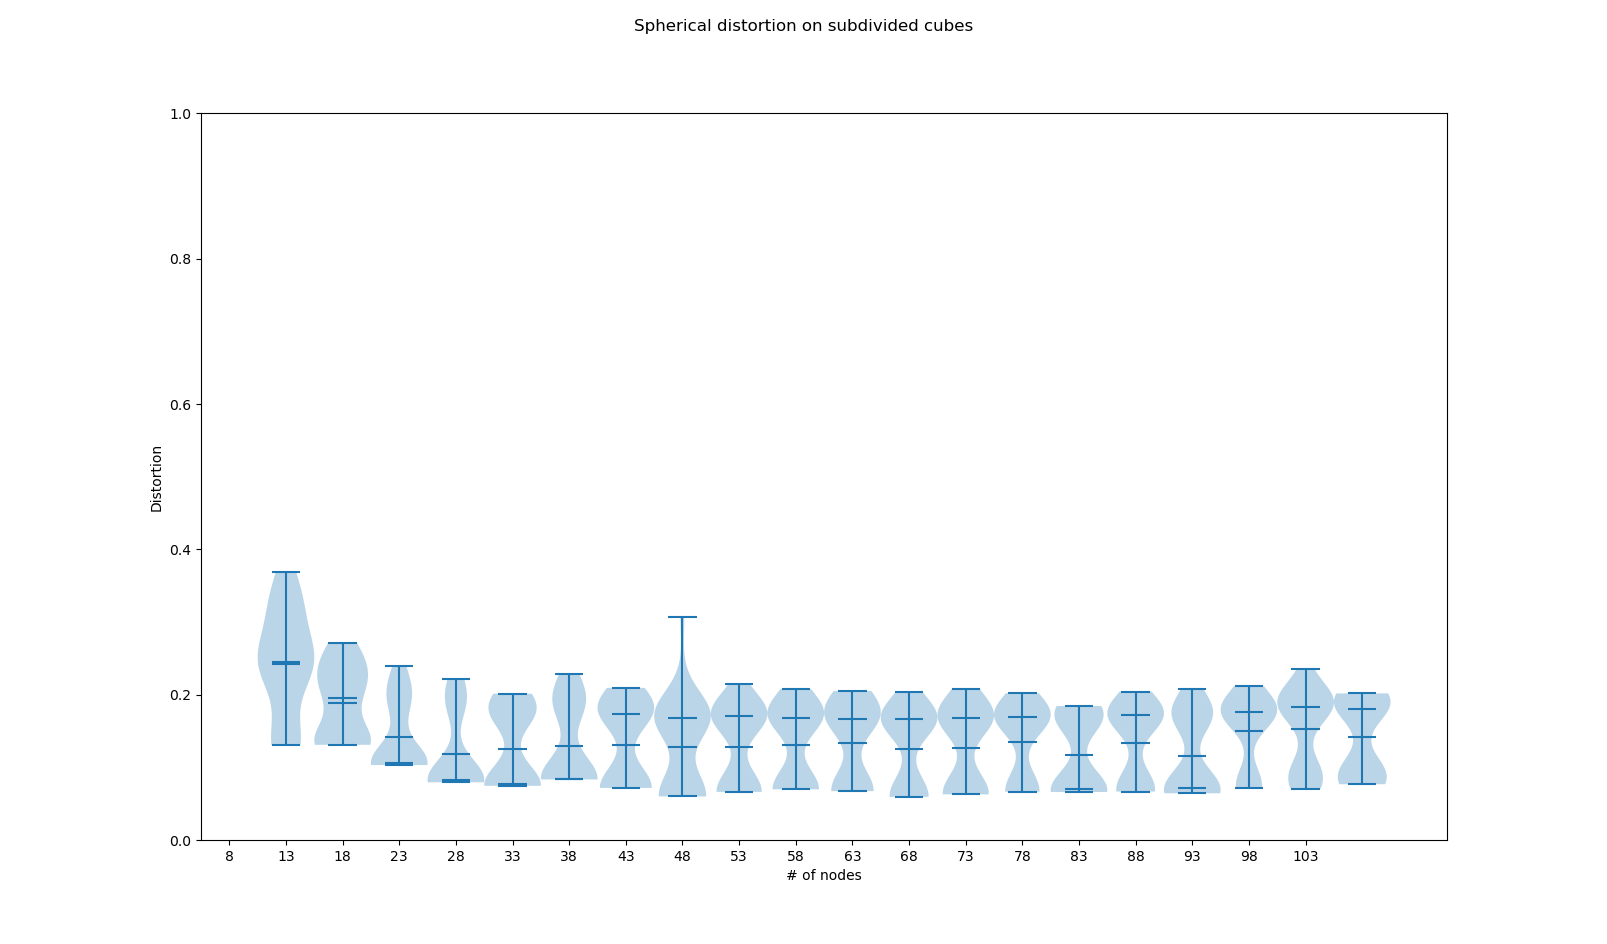 Spherical distortion on subdivided cubes
1.0
0.8
0.6
0.4
0.2
0.0
Distortion
8 13 18 23 28 33 38 43 48 53 58 63 68 73 78 83 88 93 98 103
# of nodes